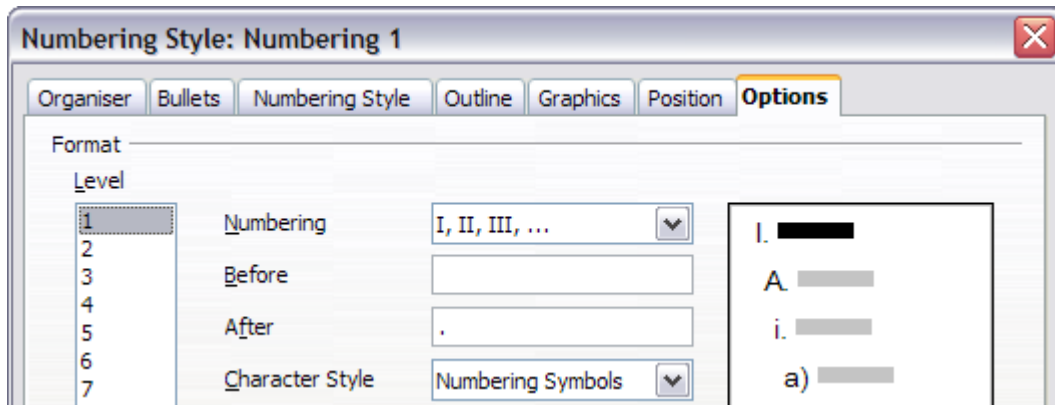 Numbering Style: Numbering 1
Organiser Bullets Numbering Style Outline Graphics Position Options
Format
Level
1
2
3
4
5
6
7
Numbering I, II, III, ...
Before
After .
Character Style Numbering Symbols
I.
A.
i.
a)